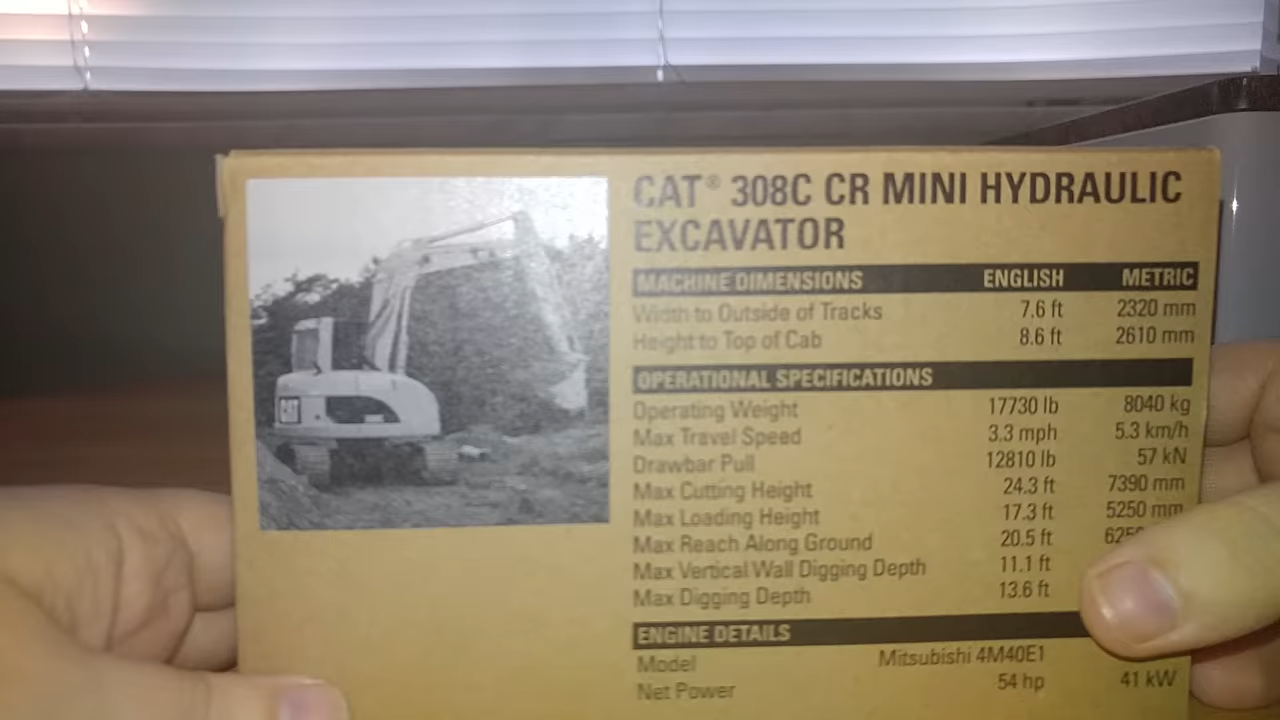 CAT® 308C CR MINI HYDRAULIC
EXCAVATOR
MACHINE DIMENSIONS ENGLISH METRIC
Width to Outside of Tracks 7.6 ft 2320 mm
Height to Top of Cab 8.6 ft 2610 mm
OPERATIONAL SPECIFICATIONS
Operating Weight 17730 lb 8040 kg
Max Travel Speed 3.3 mph 5.3 km/h
Drawbar Pull 12810 lb 57 kN
Max Cutting Height 24.3 ft 7390 mm
Max Loading Height 17.3 ft 5250 mm
Max Reach Along Ground 20.5 ft
Max Vertical Wall Digging Depth 11.1 ft
Max Digging Depth 13.6 ft
ENGINE DETAILS
Model Mitsubishi 4M40E1
Net Power 54 hp 41 kW
CAT